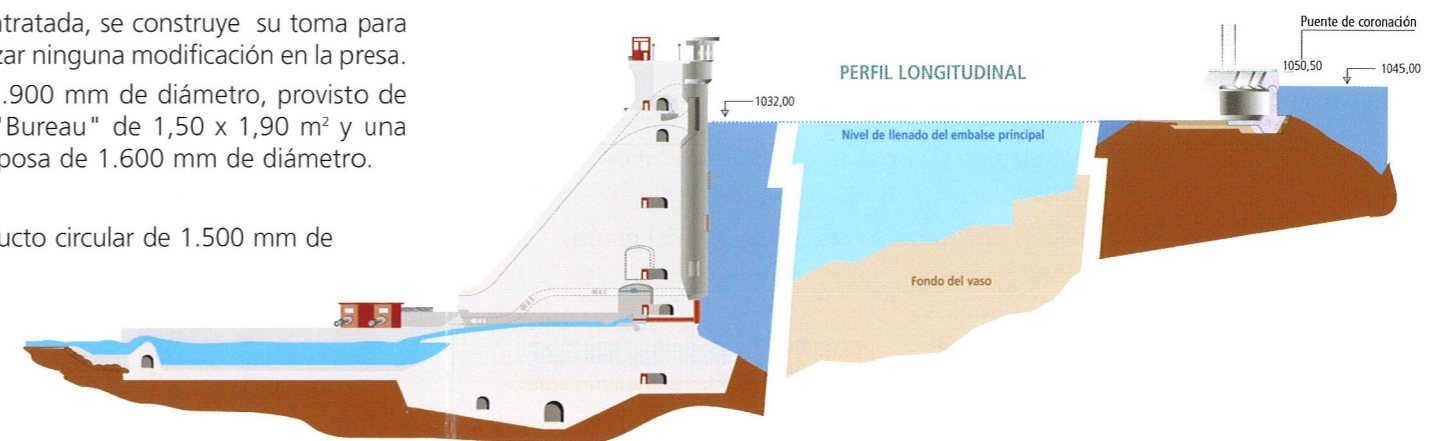 ntratada, se construye su toma para
zar ninguna modificación en la presa.
.900 mm de diámetro, provisto de
"Bureau" de 1,50 x 1,90 m² y una
posa de 1.600 mm de diámetro.
ucto circular de 1.500 mm de
PERFIL LONGITUDINAL
Puente de coronación
1050,50
1045,00
1032,00
Nivel de llenado del embalse principal
Fondo del vaso